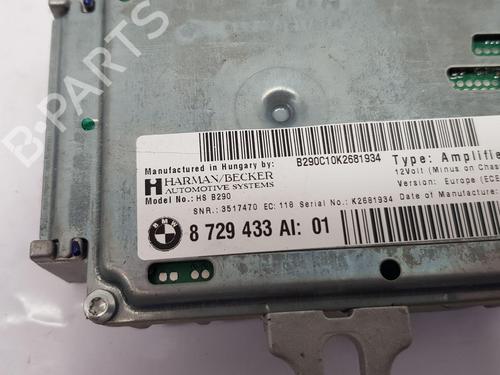 B-PARTS
Manufactured in Hungary by:
B290C10K2681934
Type: Amplifie
HARMAN/BECKER
AUTOMOTIVE SYSTEMS
12Volt (Minus on Chas
Version: Europe (ECE
Model No.: HS B290
SNR.: 3517470 EC: 118 Serial No.: K2681934 Date of Manufacture:
BMW
8 729 433 AI: 01